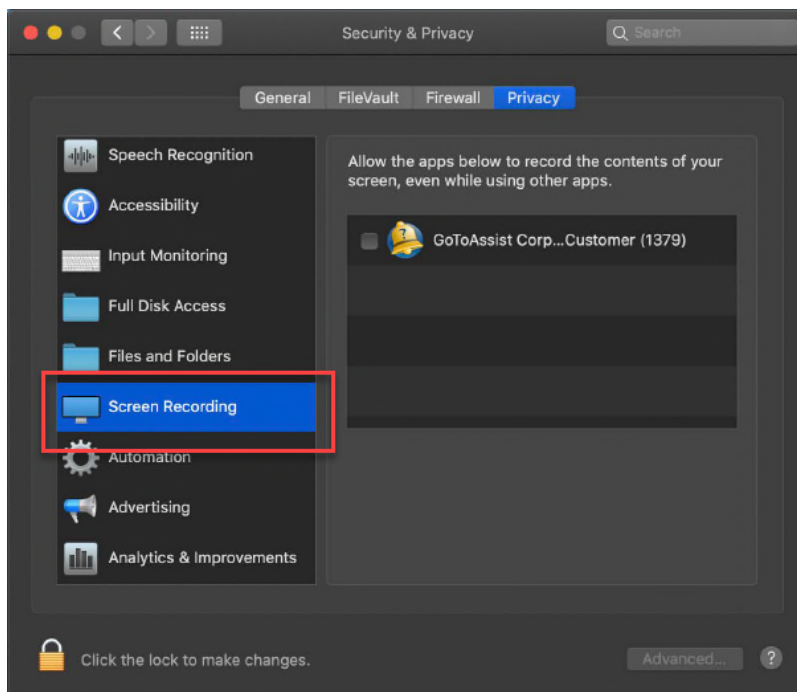 Security & Privacy
Search
General
FileVault
Firewall
Privacy
Speech Recognition
Accessibility
Input Monitoring
Full Disk Access
Files and Folders
Screen Recording
Automation
Advertising
Analytics & Improvements
Allow the apps below to record the contents of your
screen, even while using other apps.
GoToAssist Corp...Customer (1379)
Click the lock to make changes.
Advanced...
?